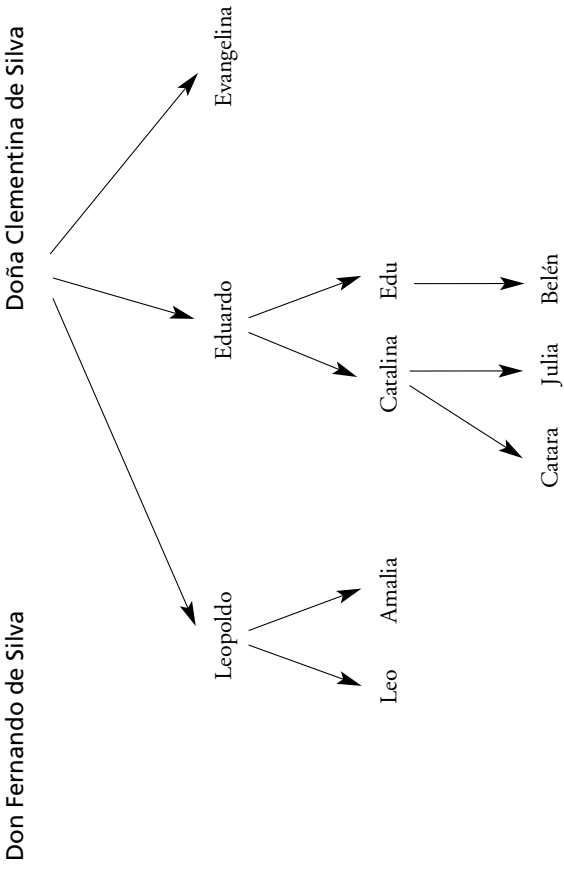 Don Fernando de Silva Doña Clementina de Silva
Leopoldo Eduardo Evangelina
Leo Amalia Catalina Edu
Catara Julia Belén